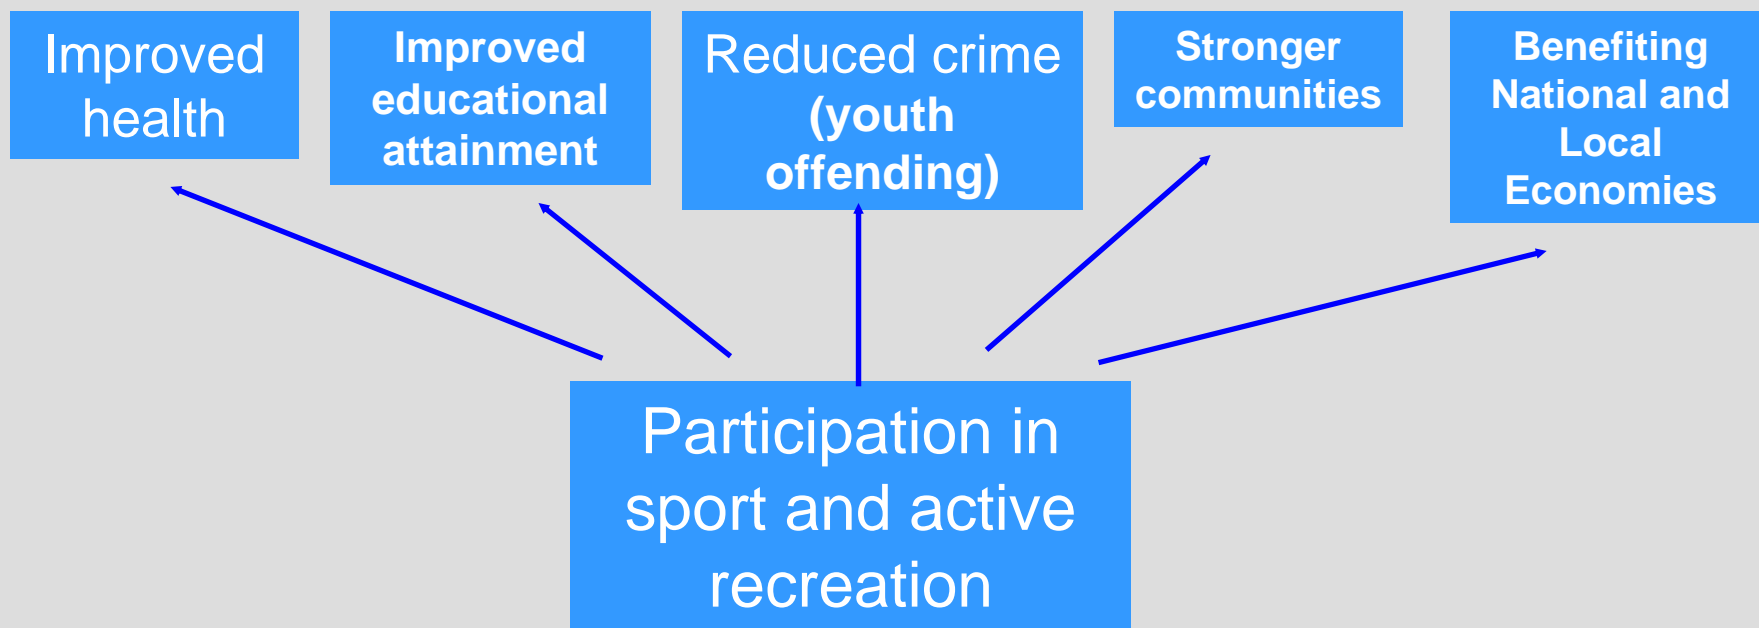 Improved
health
Improved
educational
attainment
Reduced crime
(youth
offending)
Stronger
communities
Benefiting
National and
Local
Economies
Participation in
sport and active
recreation